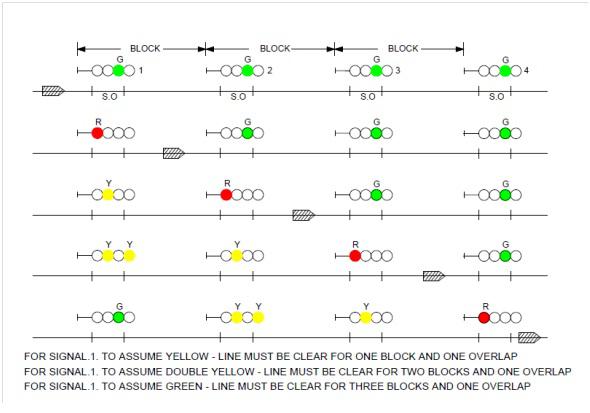 BLOCK BLOCK BLOCK
G G G G
1 2 3 4
S.O S.O S.O S.O
R G G G
Y R G G
Y Y Y R G
G Y Y Y R
FOR SIGNAL.1. TO ASSUME YELLOW - LINE MUST BE CLEAR FOR ONE BLOCK AND ONE OVERLAP
FOR SIGNAL.1. TO ASSUME DOUBLE YELLOW - LINE MUST BE CLEAR FOR TWO BLOCKS AND ONE OVERLAP
FOR SIGNAL.1. TO ASSUME GREEN - LINE MUST BE CLEAR FOR THREE BLOCKS AND ONE OVERLAP